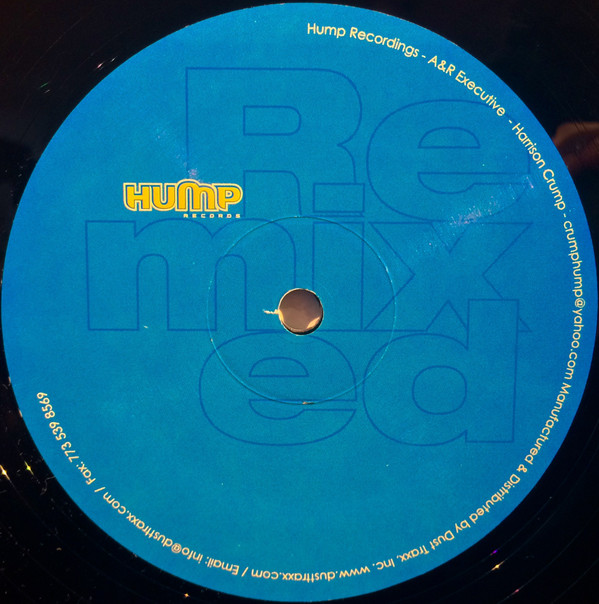 Re
mix
ed
HUMP
RECORDS
Hump Recordings - A&R Executive - Harrison Crump - crumphump@yahoo.com Manufactured & Distributed by Dust Traxx, Inc. www.dusttraxx.com / Email: info@dusttraxx.com / Fax: 773 539 8569